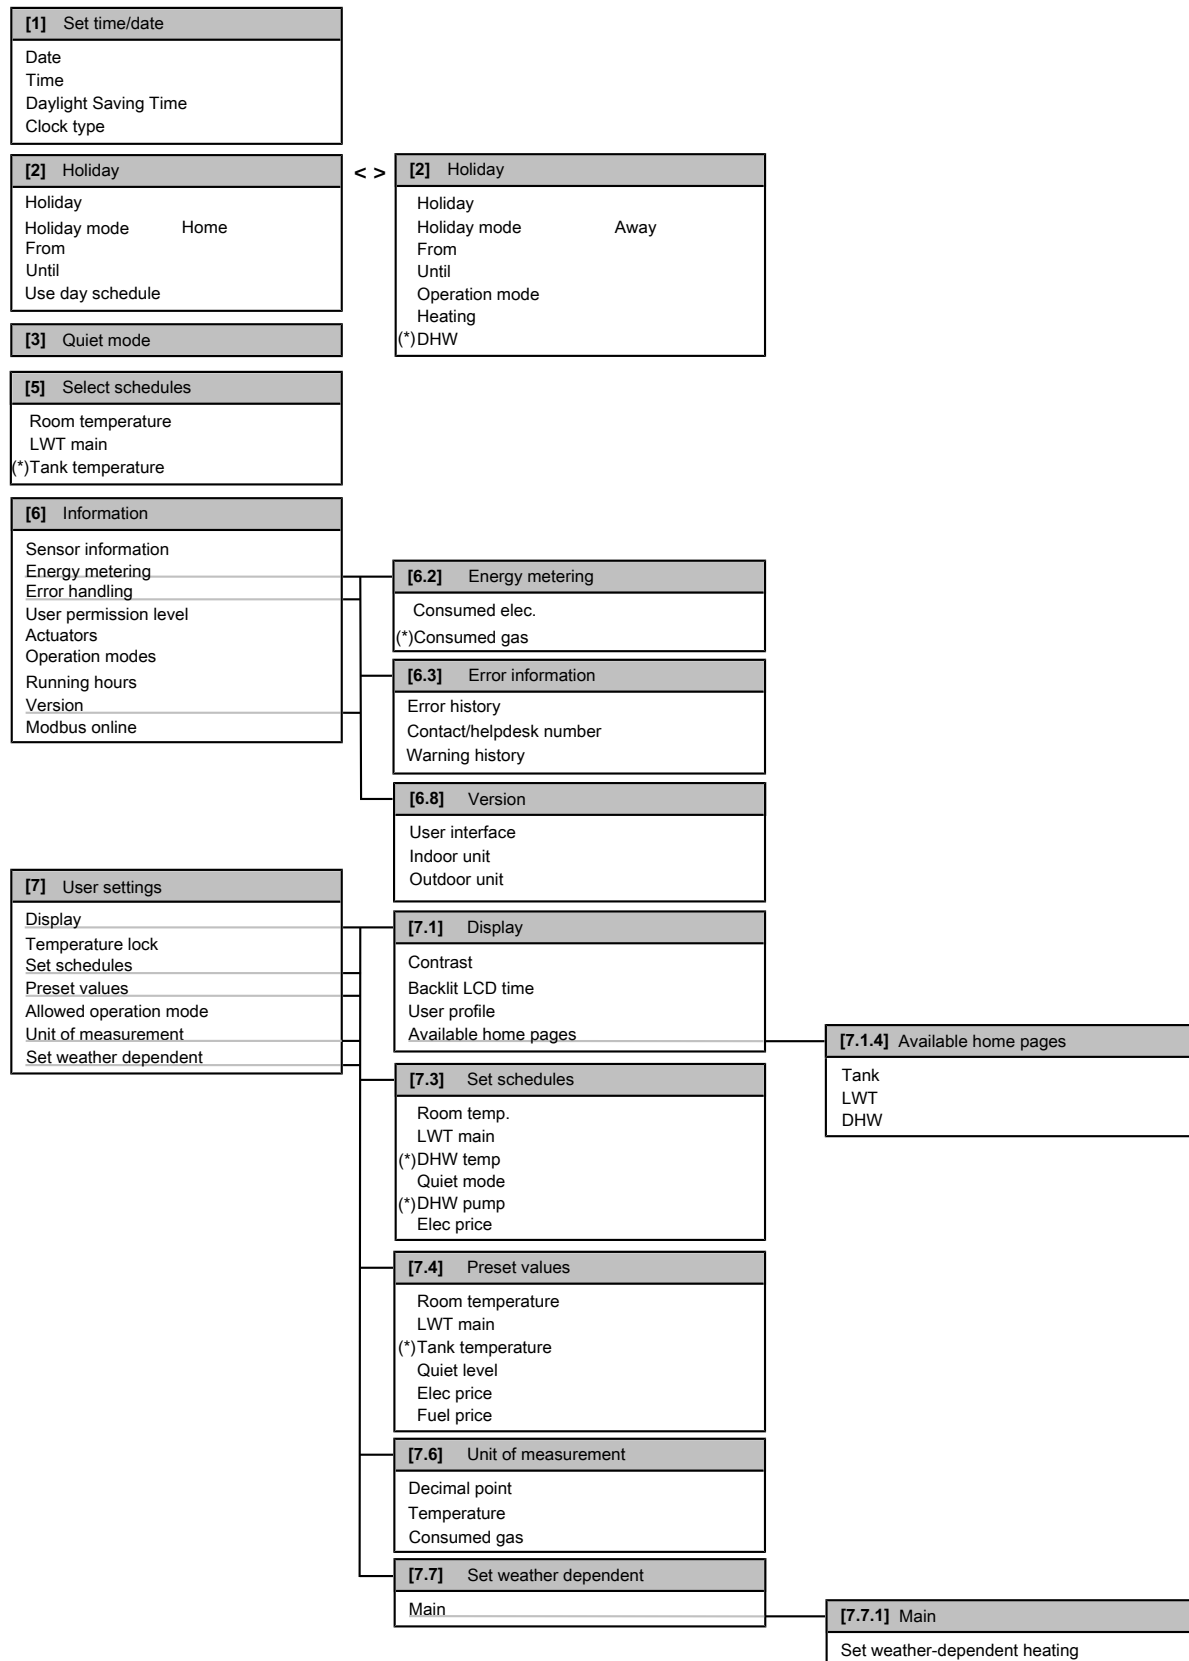 [1] Set time/date
Date
Time
Daylight Saving Time
Clock type
[2] Holiday
Holiday
Holiday mode Home
From
Until
Use day schedule
< >
[2] Holiday
Holiday
Holiday mode Away
From
Until
Operation mode
Heating
(*)DHW
[3] Quiet mode
[5] Select schedules
Room temperature
LWT main
(*)Tank temperature
[6] Information
Sensor information
Energy metering
Error handling
User permission level
Actuators
Operation modes
Running hours
Version
Modbus online
[6.2] Energy metering
Consumed elec.
(*)Consumed gas
[6.3] Error information
Error history
Contact/helpdesk number
Warning history
[6.8] Version
User interface
Indoor unit
Outdoor unit
[7] User settings
Display
Temperature lock
Set schedules
Preset values
Allowed operation mode
Unit of measurement
Set weather dependent
[7.1] Display
Contrast
Backlit LCD time
User profile
Available home pages
[7.1.4] Available home pages
Tank
LWT
DHW
[7.3] Set schedules
Room temp.
LWT main
(*)DHW temp
Quiet mode
(*)DHW pump
Elec price
[7.4] Preset values
Room temperature
LWT main
(*)Tank temperature
Quiet level
Elec price
Fuel price
[7.6] Unit of measurement
Decimal point
Temperature
Consumed gas
[7.7] Set weather dependent
Main
[7.7.1] Main
Set weather-dependent heating